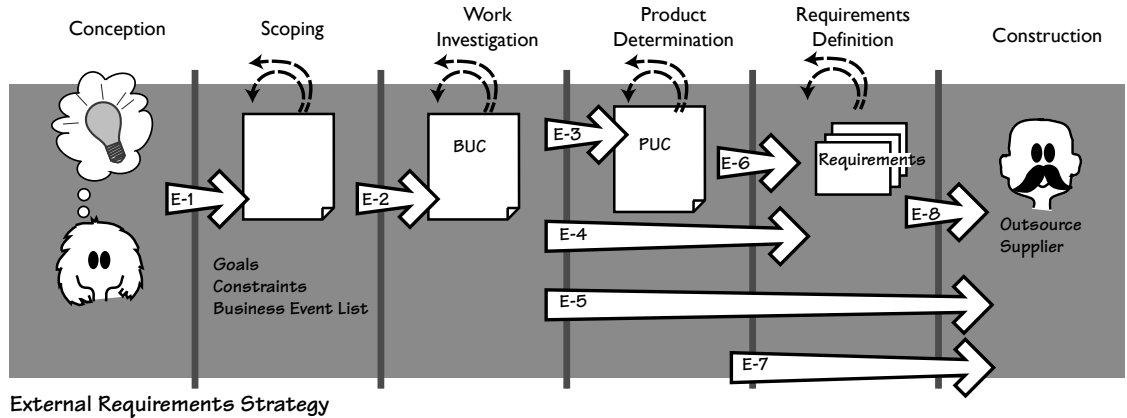 Conception
Scoping
Work
Investigation
Product
Determination
Requirements
Definition
Construction
E-1
E-2
BUC
E-3
PUC
E-6
Requirements
E-8
Outsource
Supplier
E-4
Goals
Constraints
Business Event List
E-5
E-7
External Requirements Strategy